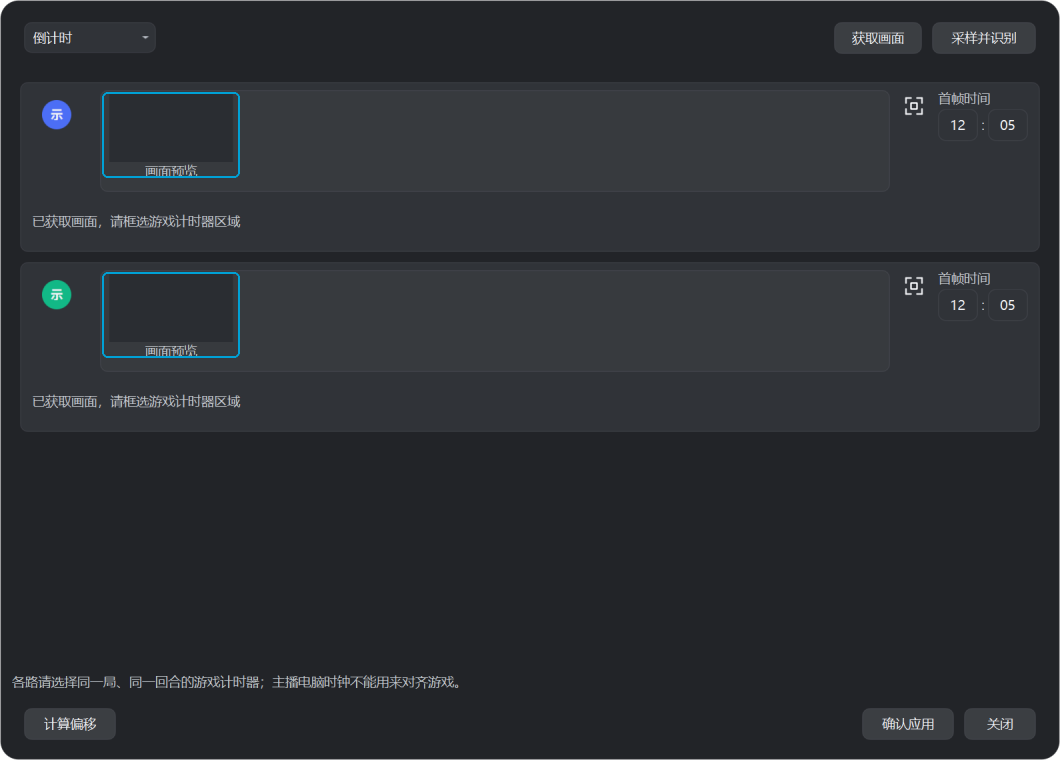 倒计时
获取画面
采样并识别
示
画面预览
首帧时间
12 : 05
已获取画面，请框选游戏计时器区域
示
画面预览
首帧时间
12 : 05
已获取画面，请框选游戏计时器区域
各路请选择同一局、同一回合的游戏计时器；主播电脑时钟不能用来对齐游戏。
计算偏移
确认应用
关闭